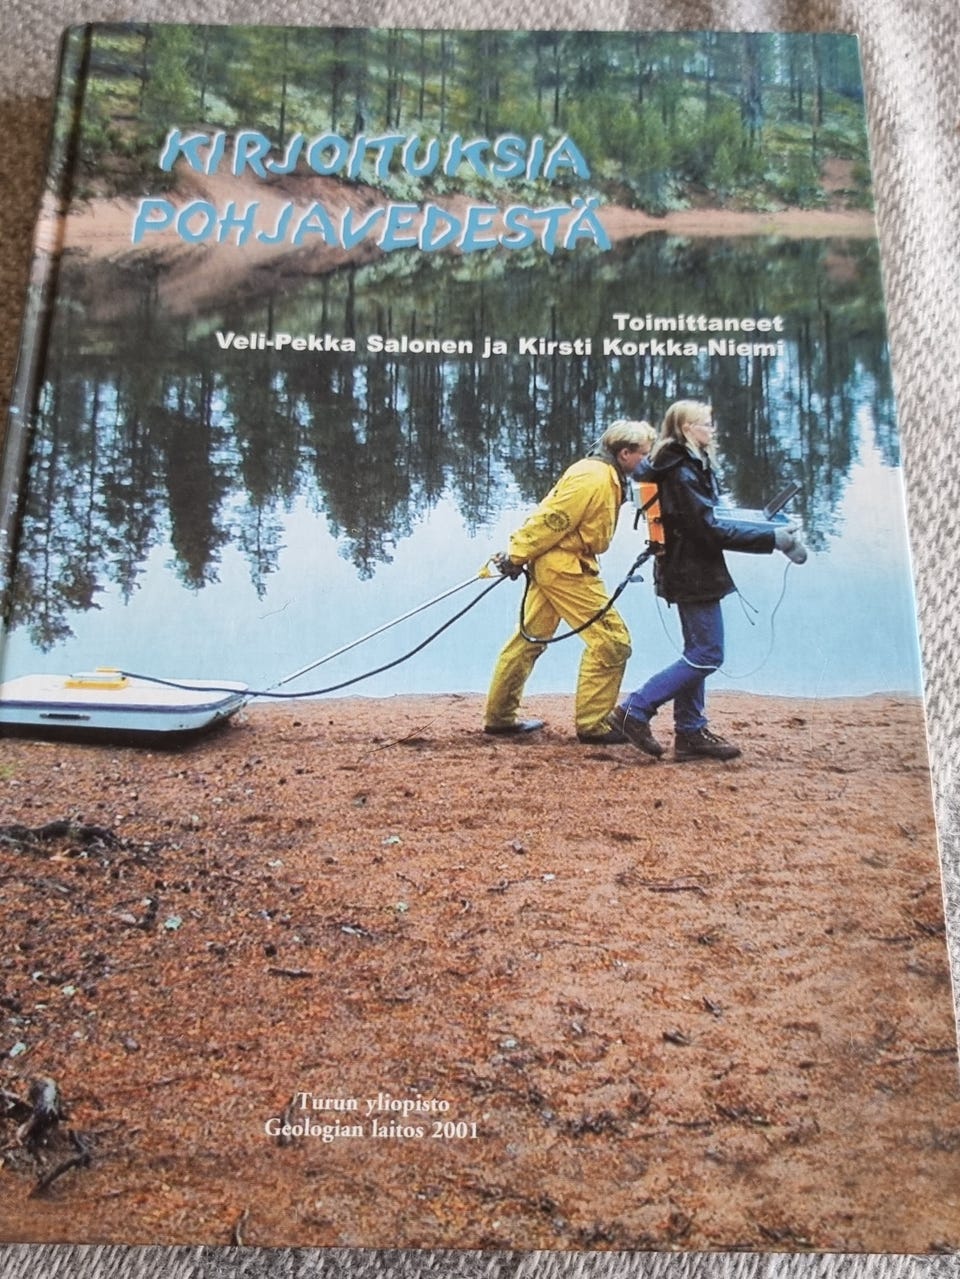 KIRJOITUKSIA
POHJAVEDESTÄ
Toimittaneet
Veli-Pekka Salonen ja Kirsti Korkka-Niemi
Turun yliopisto
Geologian laitos 2001